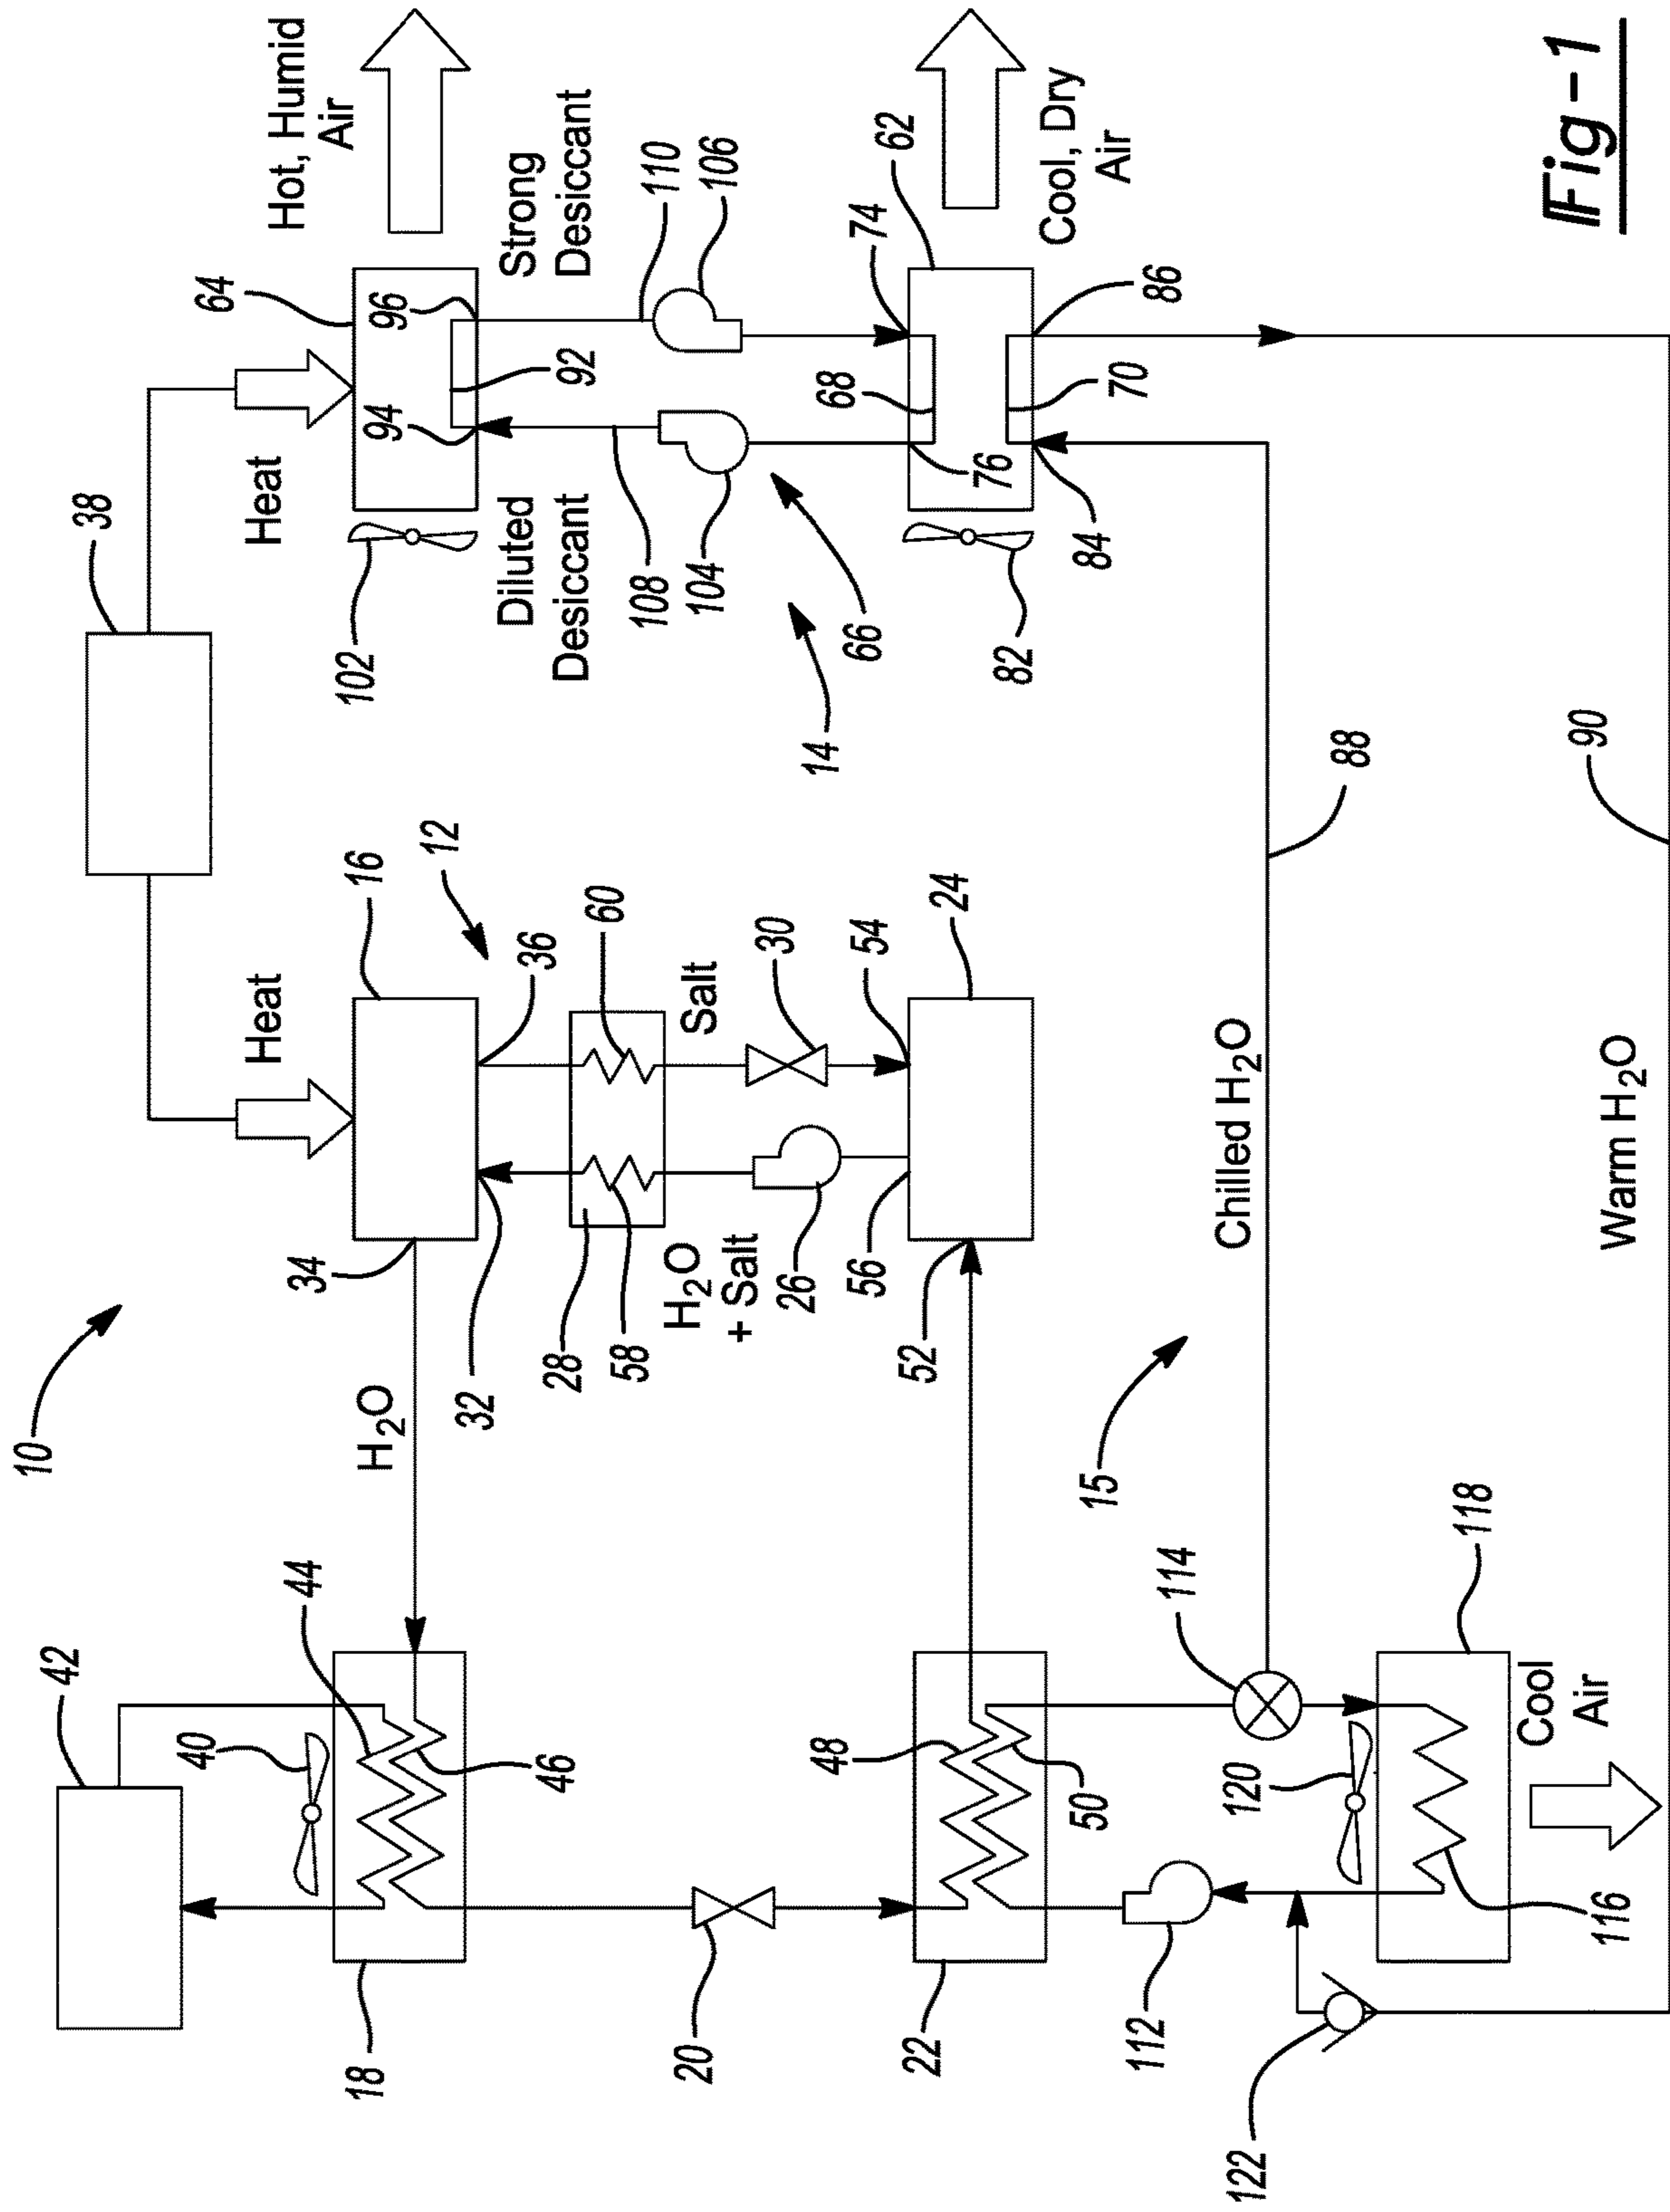 10
42
38
Heat
Heat
64
Hot, Humid
Air
40
44
34
16
102
94
96
18
46
H2O
32
36
12
92
Diluted
Desiccant
Strong
Desiccant
28
58
60
108
104
110
106
H2O
+ Salt
Salt
20
26
30
66
14
48
56
54
68
76
74
62
22
50
52
24
82
84
70
86
Cool, Dry
Air
15
112
114
Chilled H2O
88
122
120
116
118
Cool
Air
Warm H2O
90
Fig-1